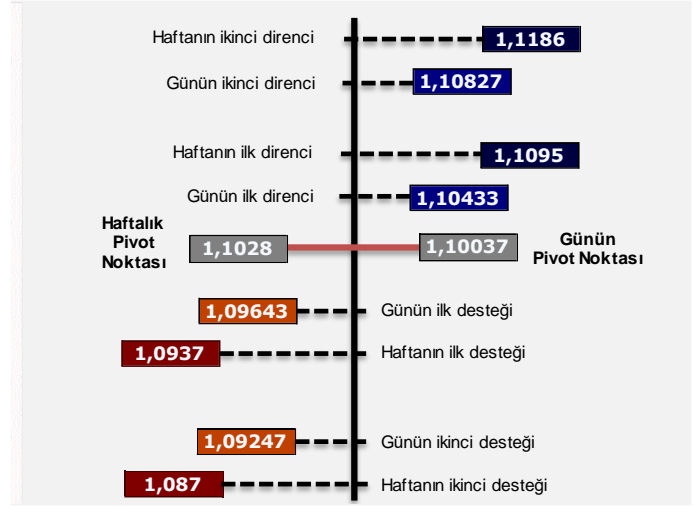 Haftanın ikinci direnci 1,1186
Günün ikinci direnci 1,10827
Haftanın ilk direnci 1,1095
Günün ilk direnci 1,10433
Haftalık
Pivot
Noktası
1,1028
1,10037
Günün
Pivot Noktası
1,09643 Günün ilk desteği
1,0937 Haftanın ilk desteği
1,09247 Günün ikinci desteği
1,087 Haftanın ikinci desteği